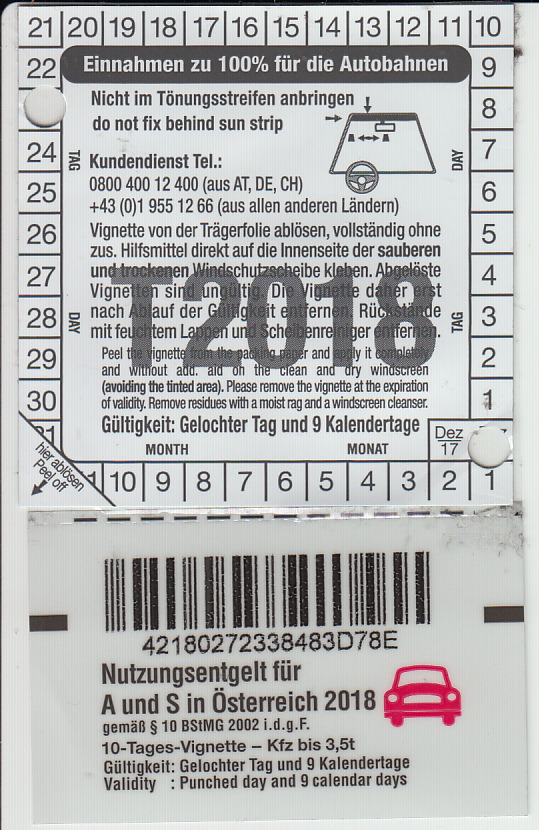 21 20 19 18 17 16 15 14 13 12 11 10
22
Einnahmen zu 100% für die Autobahnen
9
Nicht im Tönungsstreifen anbringen
8
do not fix behind sun strip
24
TAG
DAY
7
Kundendienst Tel.:
0800 400 12 400 (aus AT, DE, CH)
25
6
+43 (0)1 955 12 66 (aus allen anderen Ländern)
26
5
Vignette von der Trägerfolie ablösen, vollständig ohne
zus. Hilfsmittel direkt auf die Innenseite der sauberen
27
4
und trockenen Windschutzscheibe kleben. Abgelöste
Vignetten sind ungültig. Die Vignette daher erst
T2018
28
3
nach Ablauf der Gültigkeit entfernen. Rückstände
DAY
TAG
mit feuchtem Lappen und Scheibenreiniger entfernen.
29
2
Peel the vignette from the packing paper and apply it completely
and without add. aid on the clean and dry windscreen
30
1
(avoiding the tinted area). Please remove the vignette at the expiration
of validity. Remove residues with a moist rag and a windscreen cleanser.
Gültigkeit: Gelochter Tag und 9 Kalendertage
Dez
17
31
MONTH
MONAT
hier ablösen
Peel off
11 10 9 8 7 6 5 4 3 2 1
42180272338483D78E
Nutzungsentgelt für
A und S in Österreich 2018
gemäß § 10 BStMG 2002 i.d.g.F.
10-Tages-Vignette – Kfz bis 3,5t
Gültigkeit: Gelochter Tag und 9 Kalendertage
Validity : Punched day and 9 calendar days